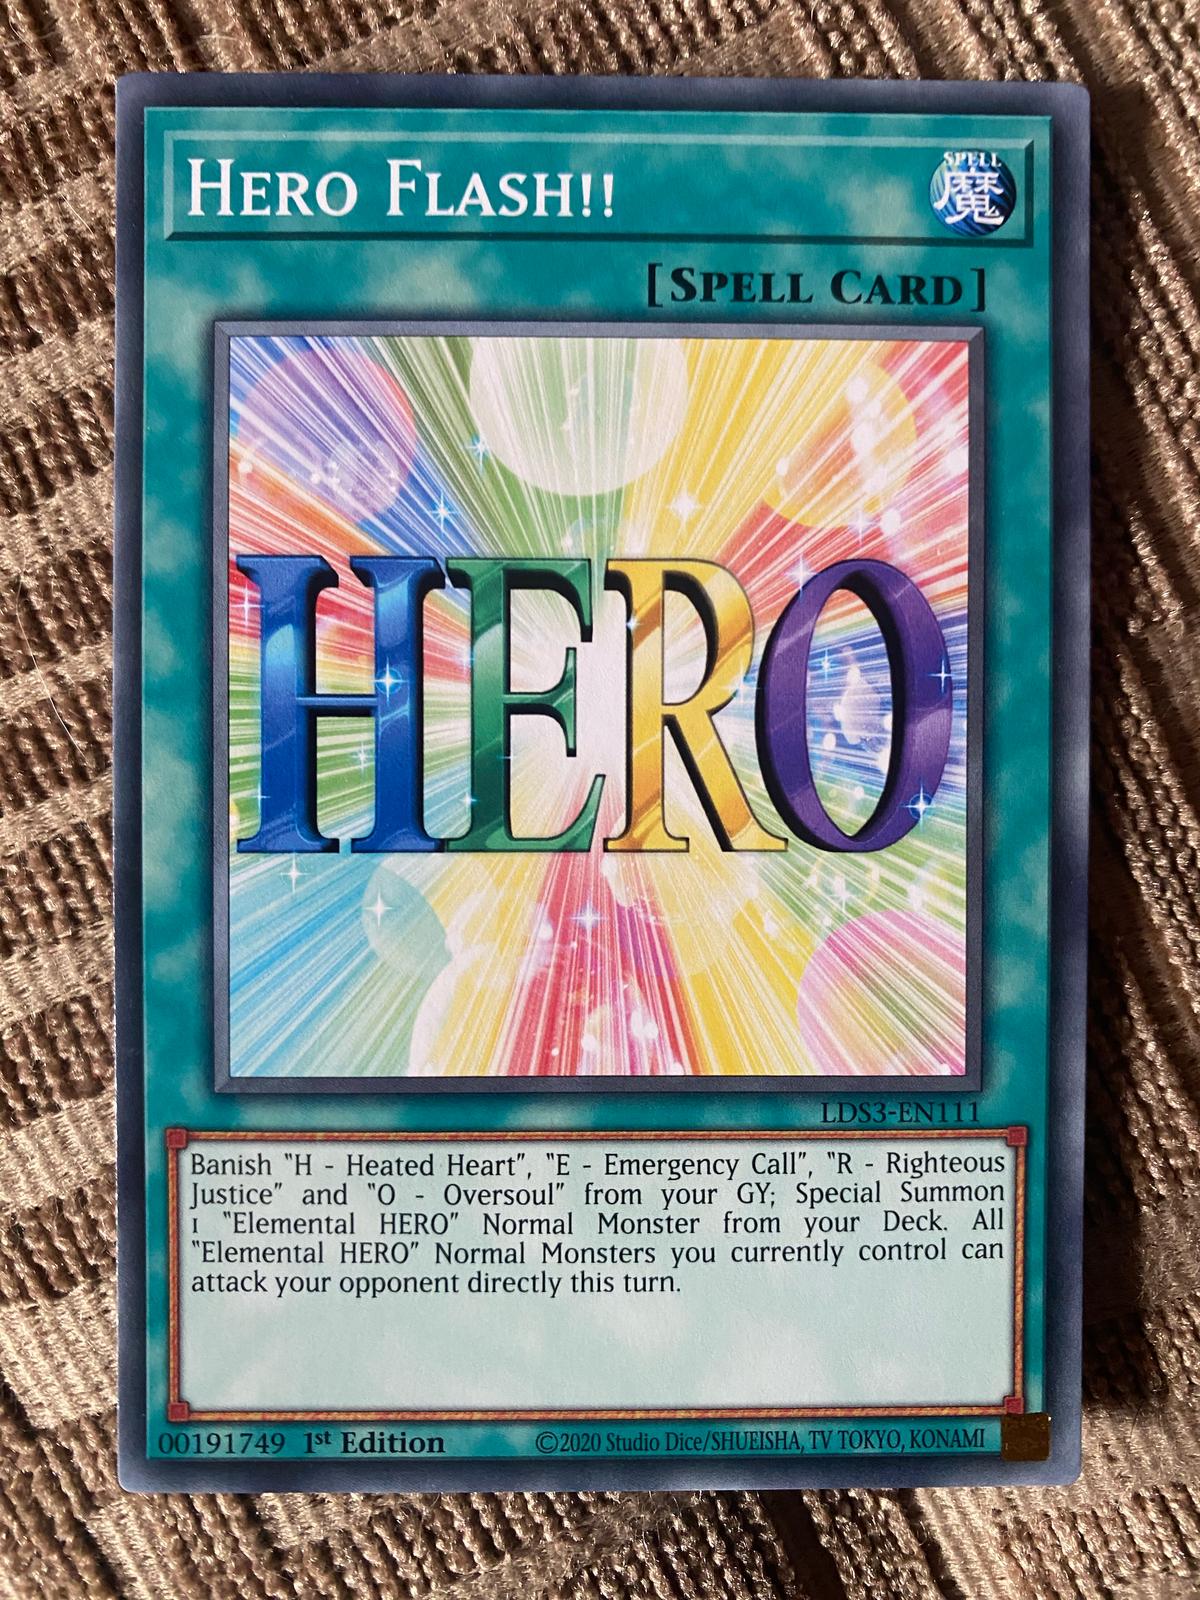 Hero Flash!!
SPELL
魔
[Spell Card]
HERO
LDS3-EN111
Banish "H - Heated Heart", "E - Emergency Call", "R - Righteous
Justice" and "O - Oversoul" from your GY; Special Summon
1 "Elemental HERO" Normal Monster from your Deck. All
"Elemental HERO" Normal Monsters you currently control can
attack your opponent directly this turn.
00191749 1st Edition ©2020 Studio Dice/SHUEISHA, TV TOKYO, KONAMI